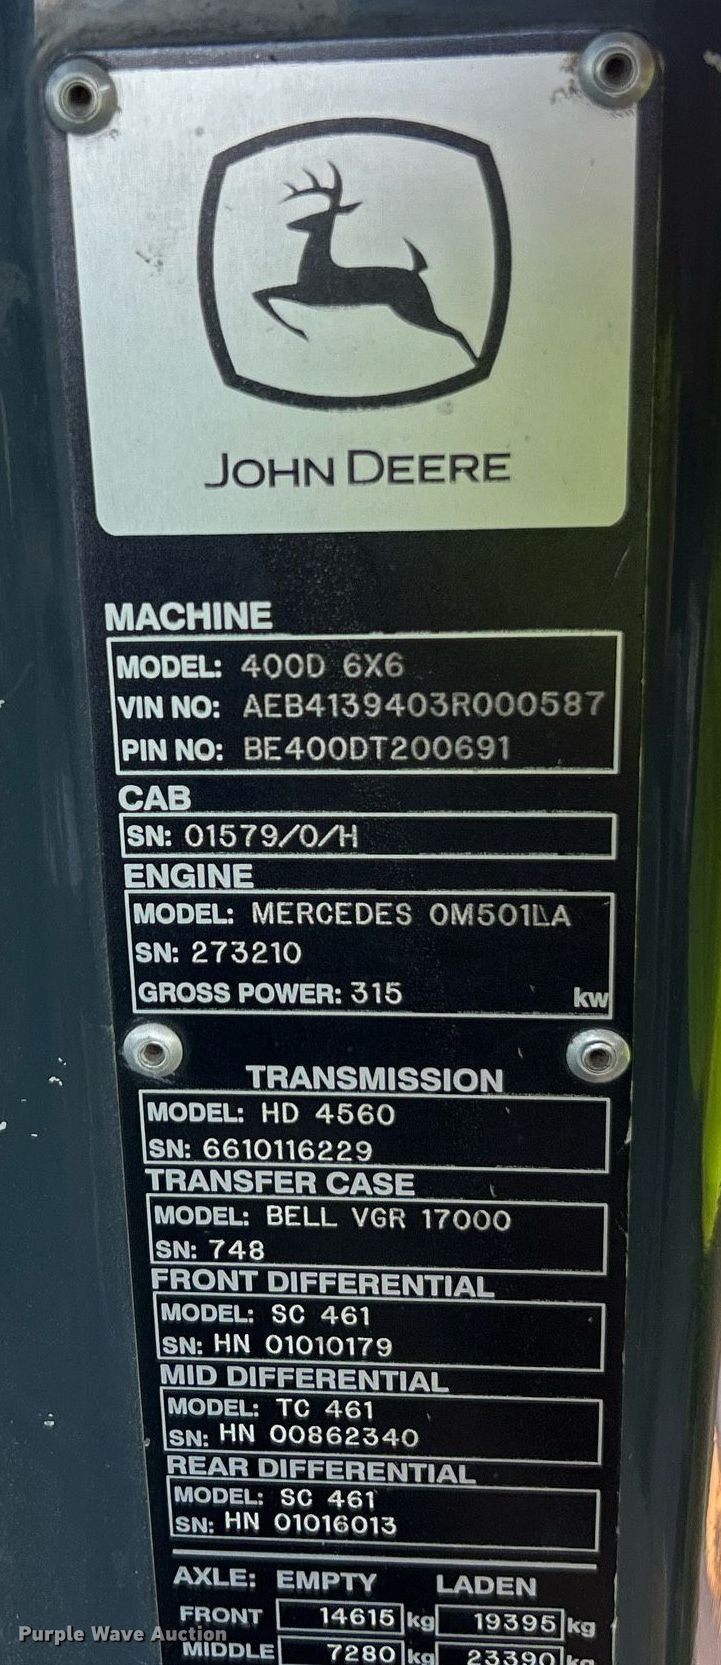 JOHN DEERE
MACHINE
MODEL: 400D 6X6
VIN NO: AEB4139403R000587
PIN NO: BE400DT200691
CAB
SN: 01579/0/H
ENGINE
MODEL: MERCEDES OM501LA
SN: 273210
GROSS POWER: 315 kw
TRANSMISSION
MODEL: HD 4560
SN: 6610116229
TRANSFER CASE
MODEL: BELL VGR 17000
SN: 748
FRONT DIFFERENTIAL
MODEL: SC 461
SN: HN 01010179
MID DIFFERENTIAL
MODEL: TC 461
SN: HN 00862340
REAR DIFFERENTIAL
MODEL: SC 461
SN: HN 01016013
AXLE: EMPTY LADEN
FRONT 14615 kg 19395 kg
MIDDLE 7280 kg 23390 kg
Purple Wave Auction